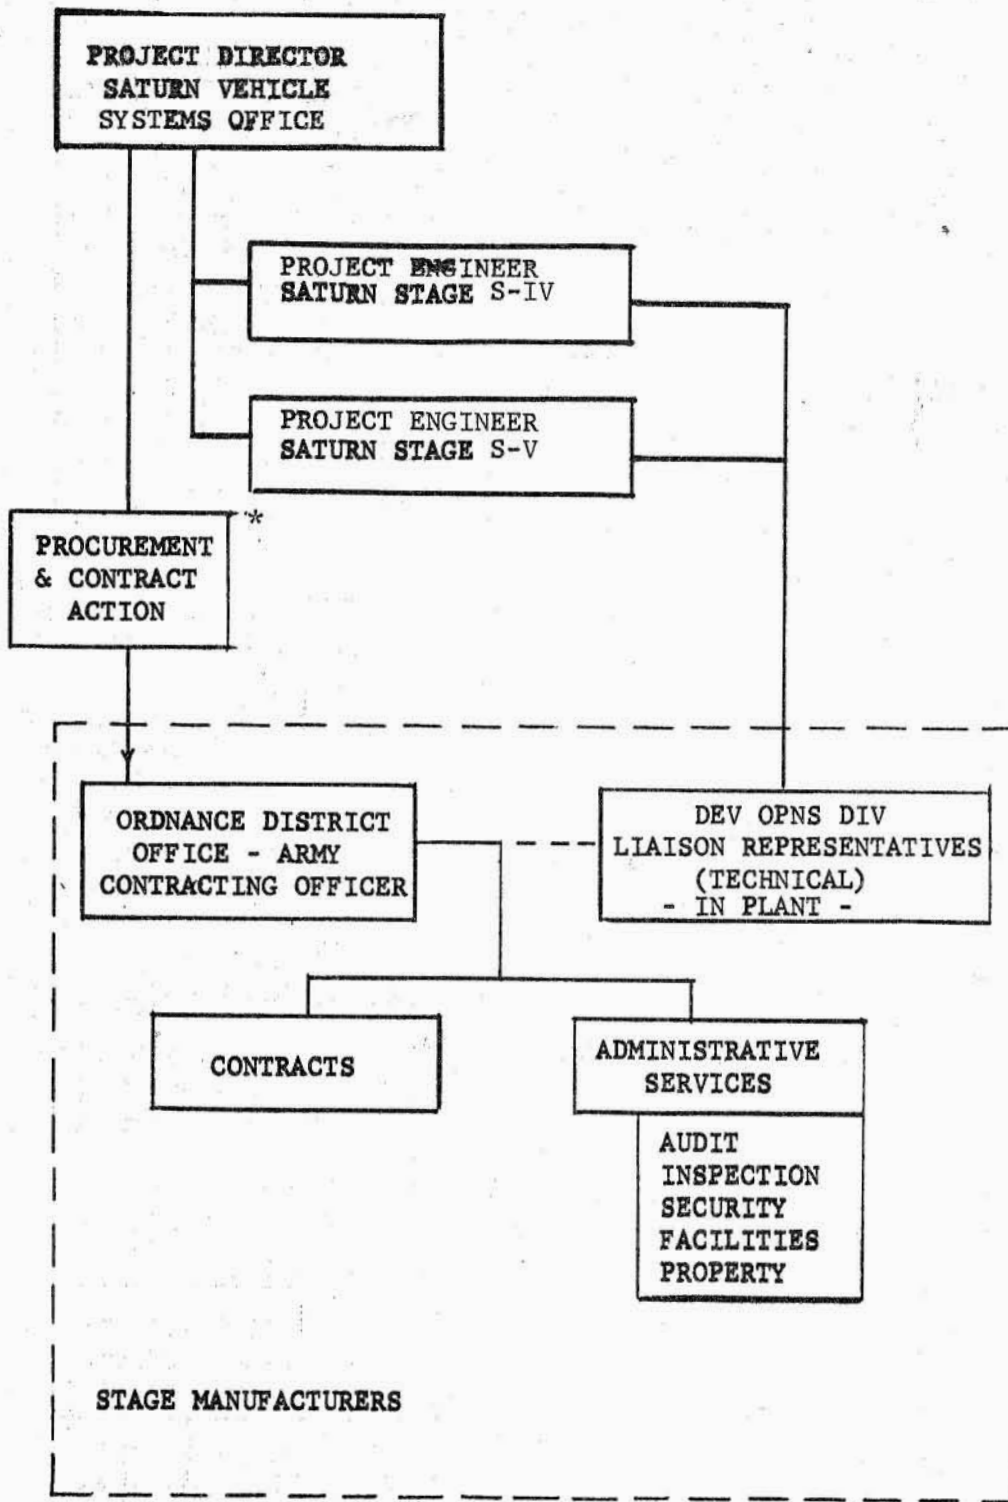 PROJECT DIRECTOR
SATURN VEHICLE
SYSTEMS OFFICE
PROJECT ENGINEER
SATURN STAGE S-IV
PROJECT ENGINEER
SATURN STAGE S-V
*
PROCUREMENT
& CONTRACT
ACTION
ORDNANCE DISTRICT
OFFICE - ARMY
CONTRACTING OFFICER
DEV OPNS DIV
LIAISON REPRESENTATIVES
(TECHNICAL)
- IN PLANT -
CONTRACTS
ADMINISTRATIVE
SERVICES
AUDIT
INSPECTION
SECURITY
FACILITIES
PROPERTY
STAGE MANUFACTURERS